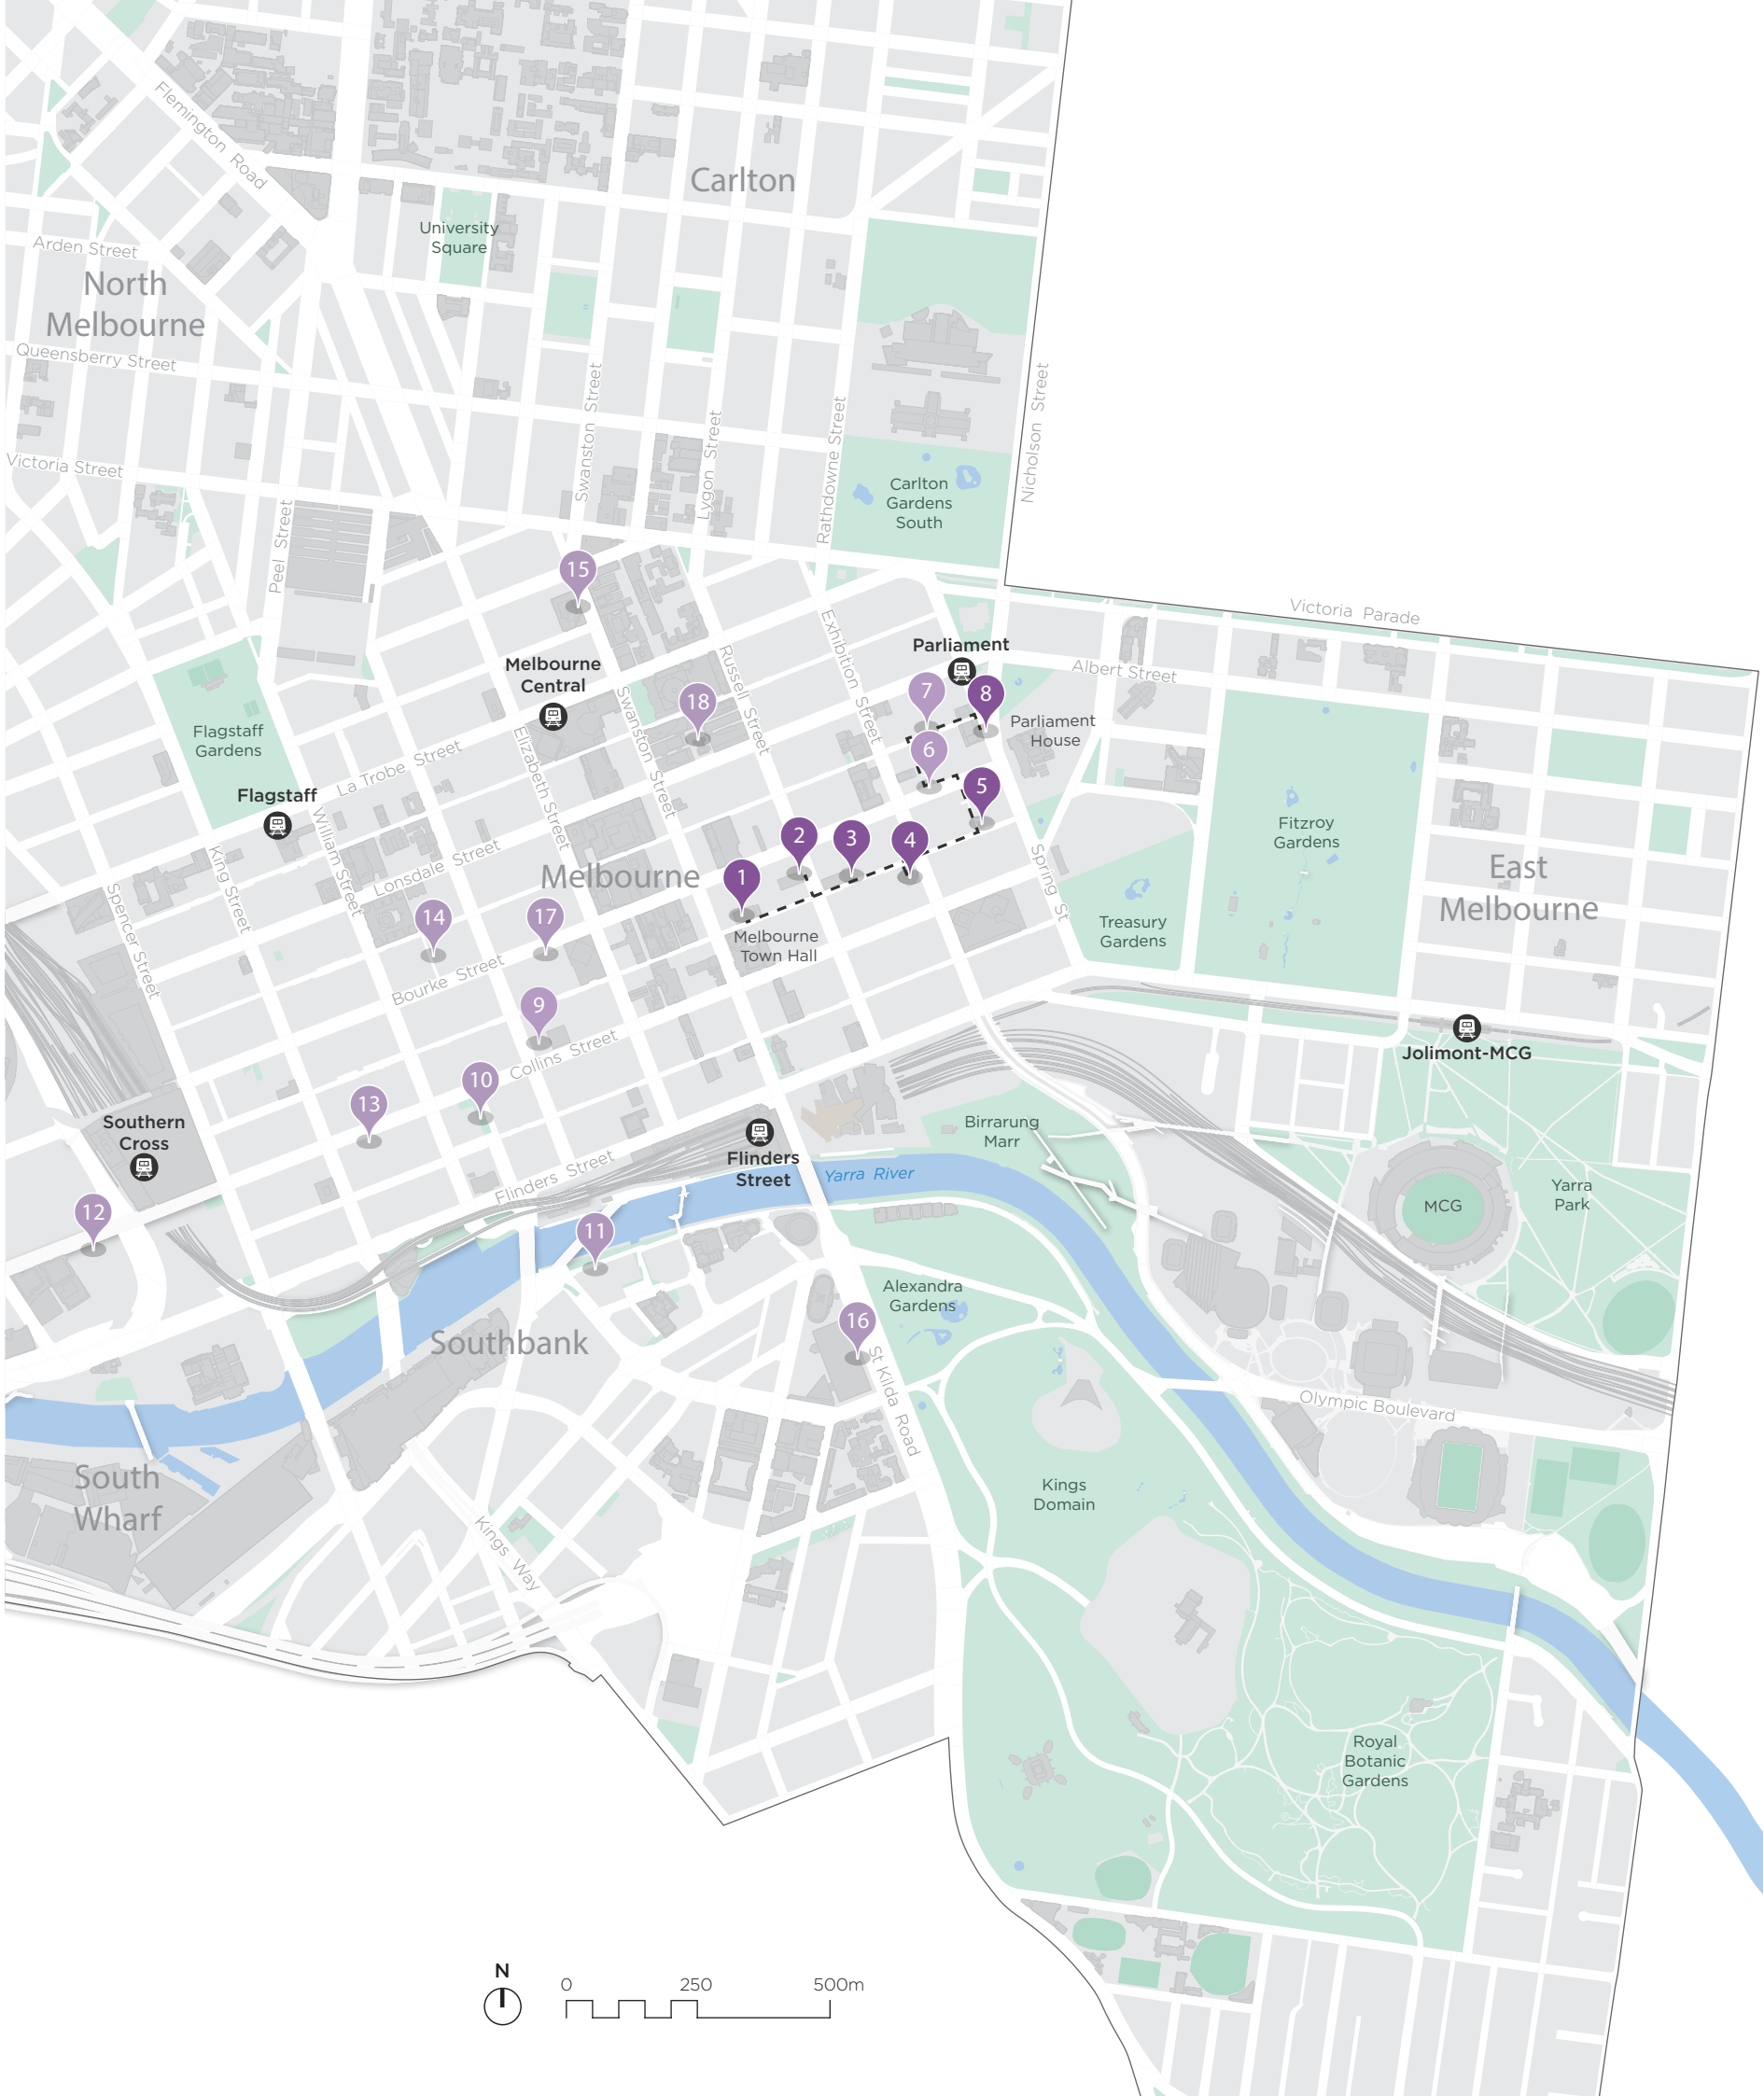 Flemington Road
Carlton
University
Square
Arden Street
North
Melbourne
Queensberry Street
Victoria Street
Peel Street
Swanston Street
Lygon Street
Rathdowne Street
Nicholson Street
Carlton
Gardens
South
15
Victoria Parade
Exhibition Street
Parliament
Albert Street
Melbourne
Central
Russell Street
Swanston Street
18
7
8
Parliament
House
Flagstaff
Gardens
La Trobe Street
Elizabeth Street
6
5
Flagstaff
William Street
2
3
4
Fitzroy
Gardens
King Street
Lonsdale Street
Melbourne
1
Spring St
East
Melbourne
Spencer Street
14
17
Melbourne
Town Hall
Treasury
Gardens
Bourke Street
9
Collins Street
Jolimont-MCG
10
13
Southern
Cross
Birrarung
Marr
Flinders
Street
Flinders Street
Yarra River
Yarra
Park
MCG
12
11
Alexandra
Gardens
16
Southbank
St Kilda Road
Olympic Boulevard
South
Wharf
Kings Way
Kings
Domain
Royal
Botanic
Gardens
N
0 250 500m